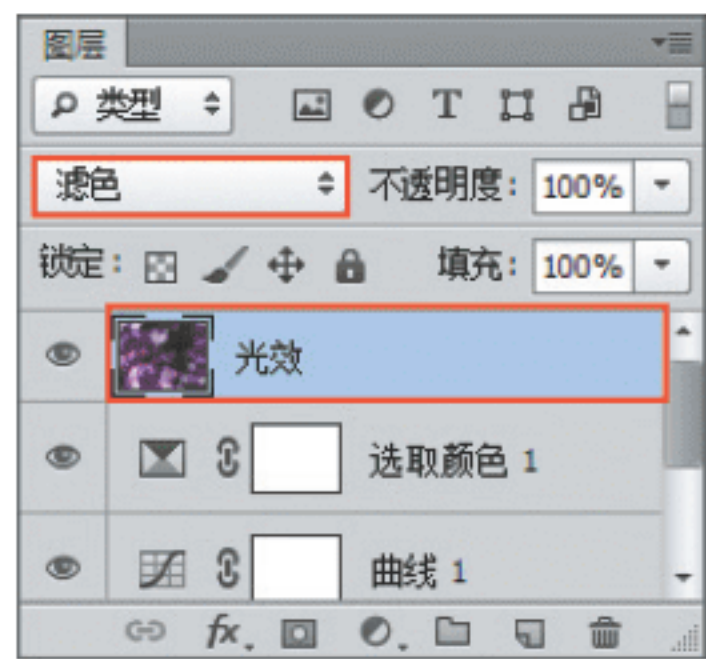 图层
类型
滤色 不透明度: 100%
锁定: 填充: 100%
光效
选取颜色 1
曲线 1
fx